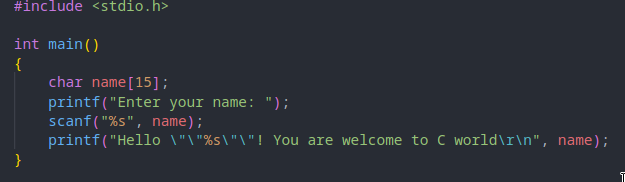 #include <stdio.h>
int main()
{
char name[15];
printf("Enter your name: ");
scanf("%s", name);
printf("Hello \"\"%s\"\"! You are welcome to C world\r\n", name);
}